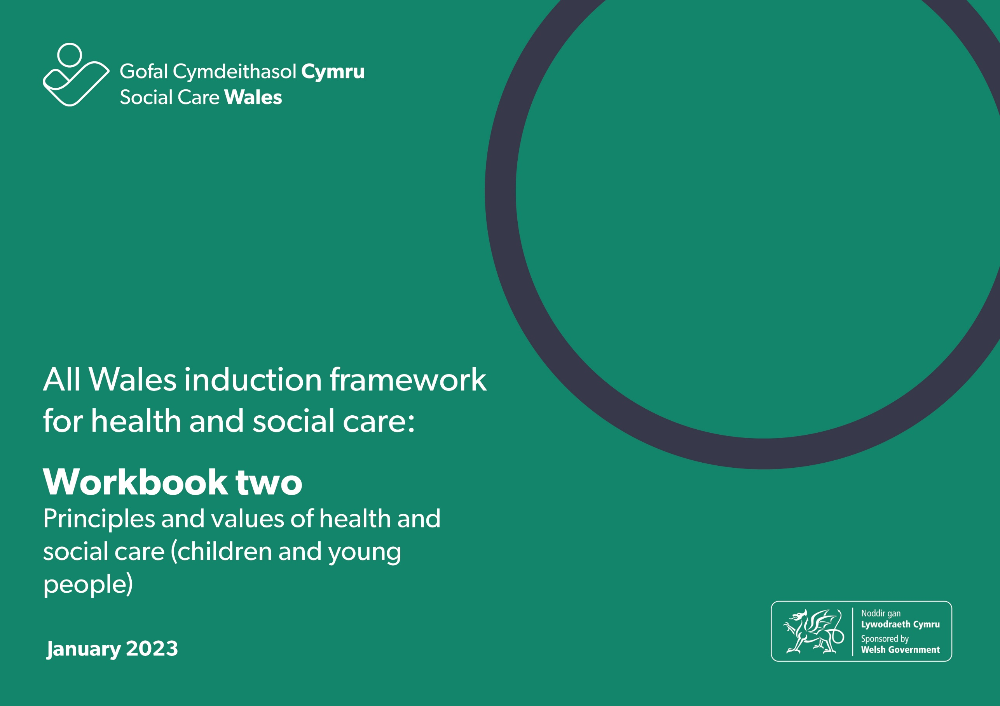 Gofal Cymdeithasol Cymru
Social Care Wales
All Wales induction framework
for health and social care:
Workbook two
Principles and values of health and
social care (children and young
people)
January 2023
Noddir gan
Lywodraeth Cymru
Sponsored by
Welsh Government